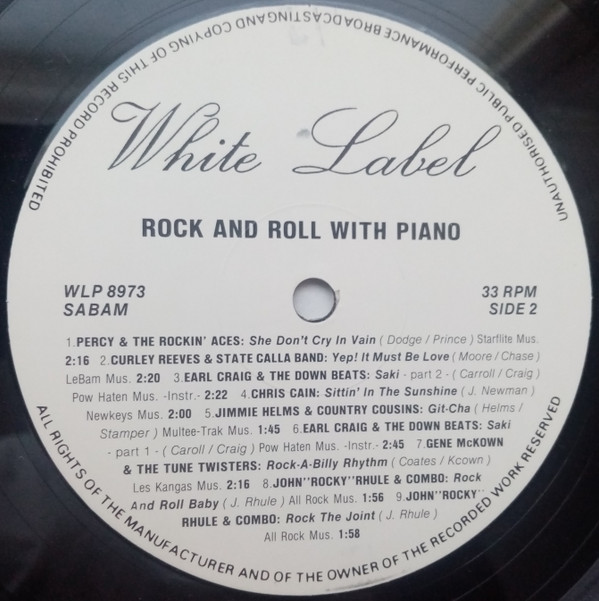 UNAUTHORISED PUBLIC PERFORMANCE BROADCASTING AND COPYING OF THIS RECORD PROHIBITED
White Label
ROCK AND ROLL WITH PIANO
WLP 8973
SABAM
33 RPM
SIDE 2
1.PERCY & THE ROCKIN' ACES: She Don't Cry In Vain ( Dodge / Prince ) Starflite Mus.
2:16 2.CURLEY REEVES & STATE CALLA BAND: Yep! It Must Be Love ( Moore / Chase )
LeBam Mus. 2:20 3.EARL CRAIG & THE DOWN BEATS: Saki - part 2 - ( Carroll / Craig )
Pow Haten Mus. -Instr.- 2:22 4.CHRIS CAIN: Sittin' In The Sunshine ( J. Newman )
Newkeys Mus. 2:00 5.JIMMIE HELMS & COUNTRY COUSINS: Git-Cha ( Helms /
Stamper ) Multee-Trak Mus. 1:45 6.EARL CRAIG & THE DOWN BEATS: Saki
- part 1 - ( Caroll / Craig ) Pow Haten Mus. -Instr.- 2:45 7.GENE McKOWN
& THE TUNE TWISTERS: Rock-A-Billy Rhythm ( Coates / Kcown )
Les Kangas Mus. 2:16 8.JOHN"ROCKY"RHULE & COMBO: Rock
And Roll Baby ( J. Rhule ) All Rock Mus. 1:56 9.JOHN"ROCKY"
RHULE & COMBO: Rock The Joint ( J. Rhule )
All Rock Mus. 1:58
ALL RIGHTS OF THE MANUFACTURER AND OF THE OWNER OF THE RECORDED WORK RESERVED